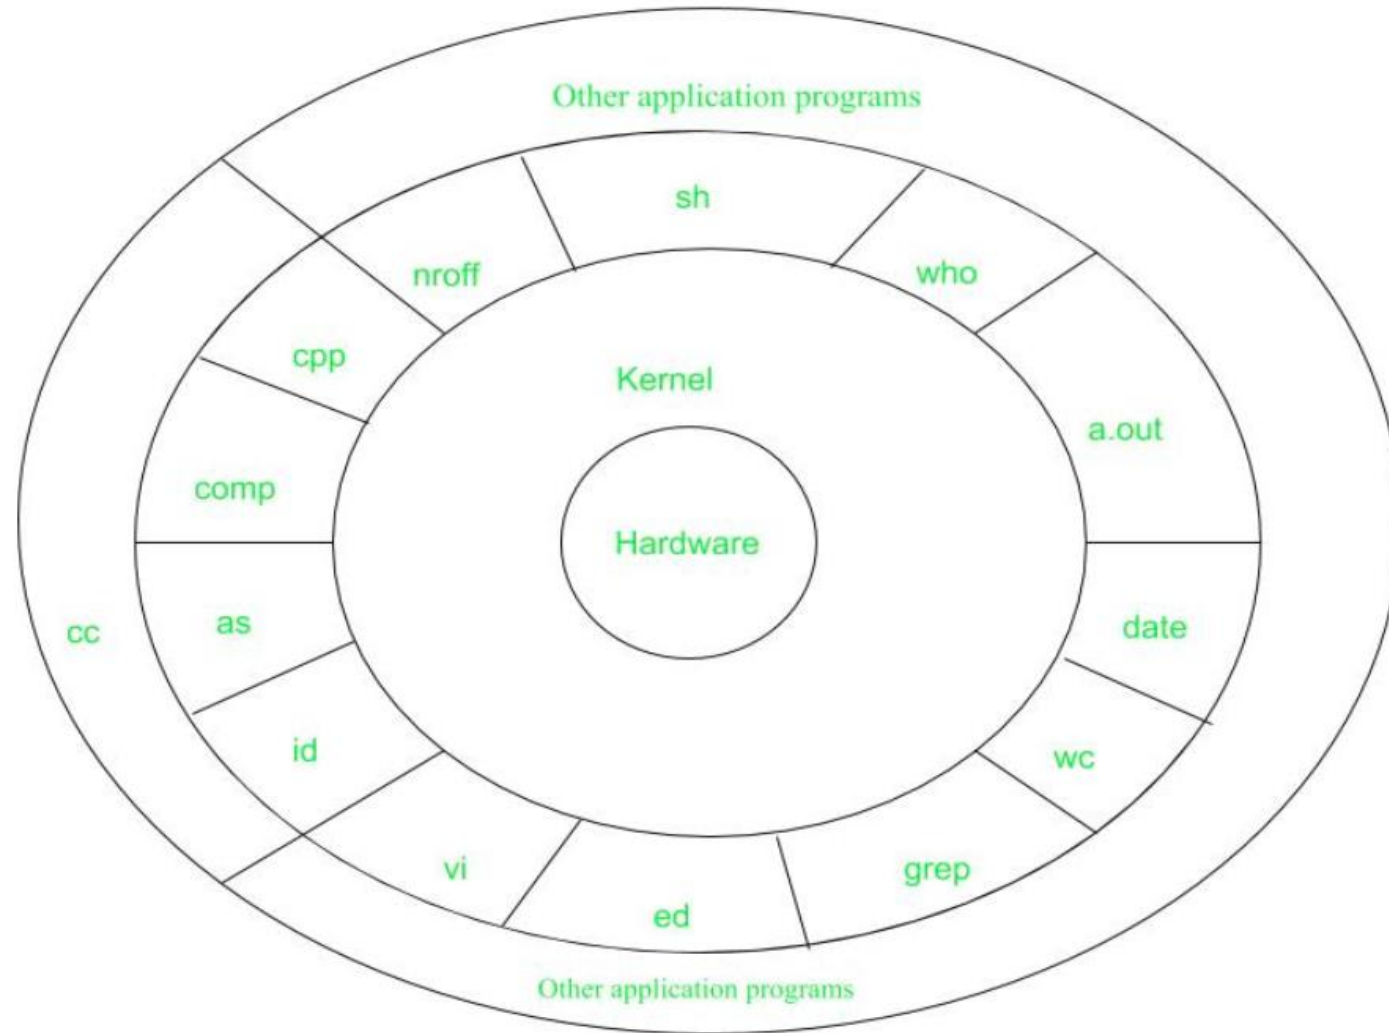 Other application programs
sh
nroff
who
cpp
Kernel
a.out
comp
Hardware
as
date
cc
id
wc
vi
grep
ed
Other application programs